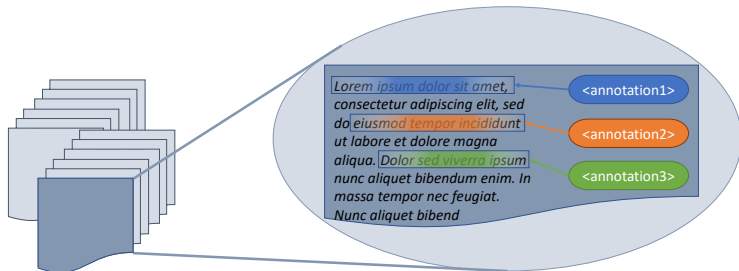 Lorem ipsum dolor sit amet,
consectetur adipiscing elit, sed
do eiusmod tempor incididunt
ut labore et dolore magna
aliqua. Dolor sed viverra ipsum
nunc aliquet bibendum enim. In
massa tempor nec feugiat.
Nunc aliquet bibend
<annotation1>
<annotation2>
<annotation3>